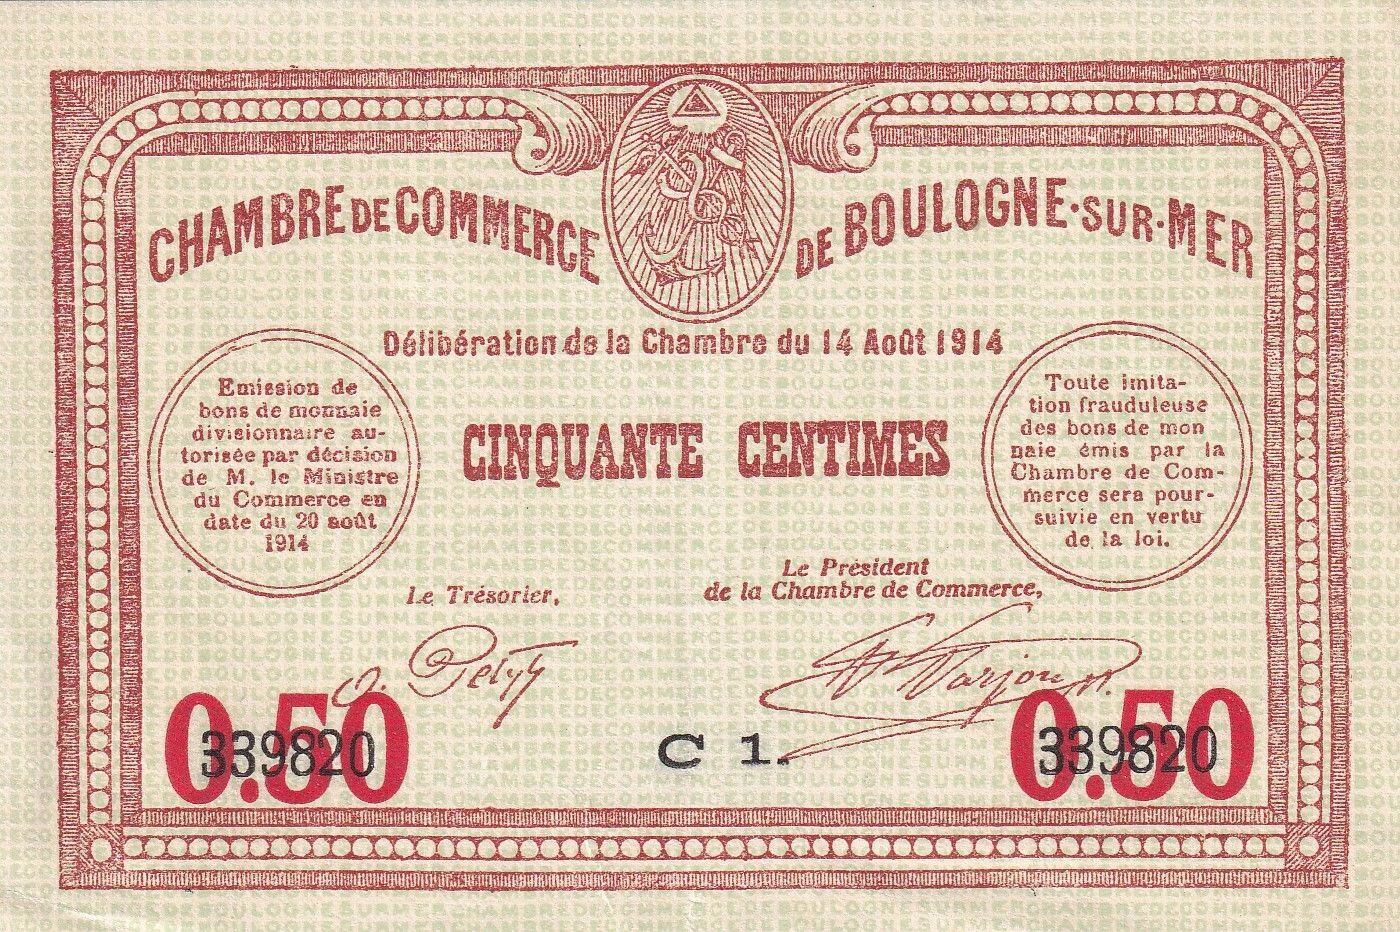 CHAMBRE DE COMMERCE DE BOULOGNE-SUR-MER
Délibération de la Chambre du 14 Août 1914
Emission de
bons de monnaie
divisionnaire au-
torisée par décision
de M. le Ministre
du Commerce en
date du 20 août
1914
CINQUANTE CENTIMES
Toute imita-
tion frauduleuse
des bons de mon
naie émis par la
Chambre de Com-
merce sera pour-
suivie en vertu
de la loi.
Le Trésorier,
Le Président
de la Chambre de Commerce,
0.50
339820
C 1.
0.50
339820